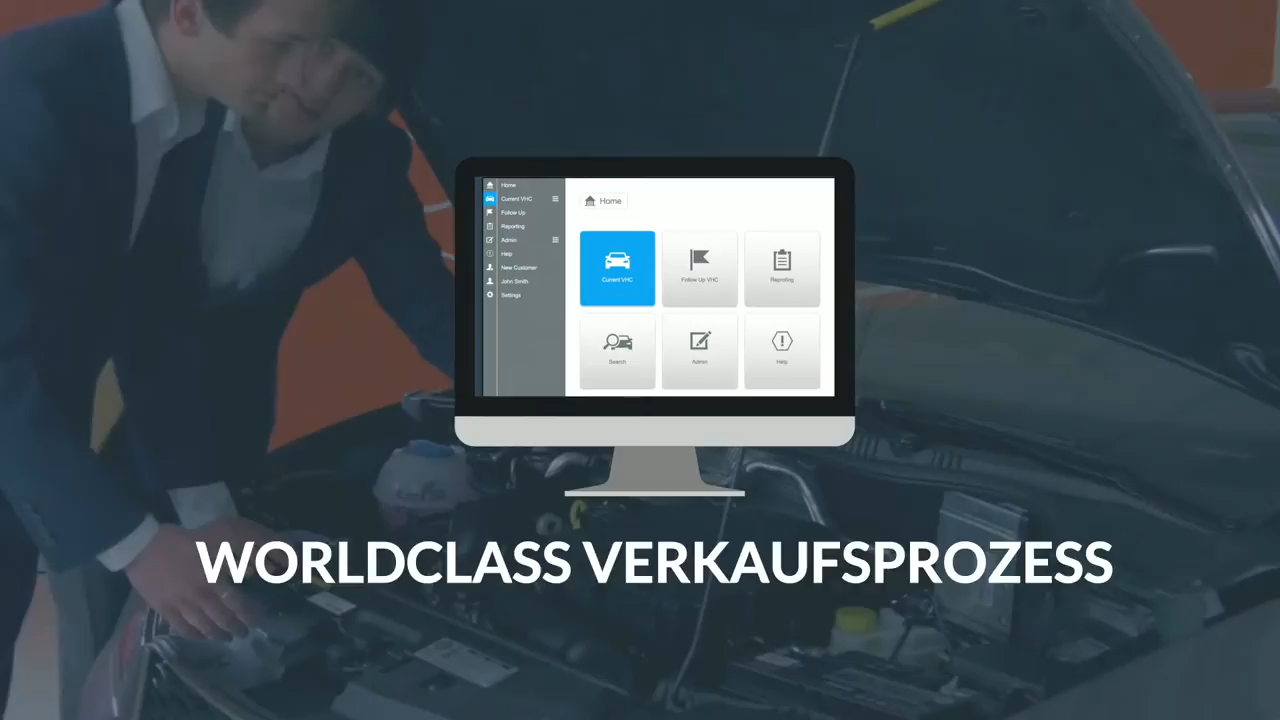 Home
Current VHC
Follow Up
Reporting
Admin
Help
New Customer
John Smith
Settings
Home
Current VHC
Follow Up VHC
Reproting
Search
Admin
Help
WORLDCLASS VERKAUFSPROZESS